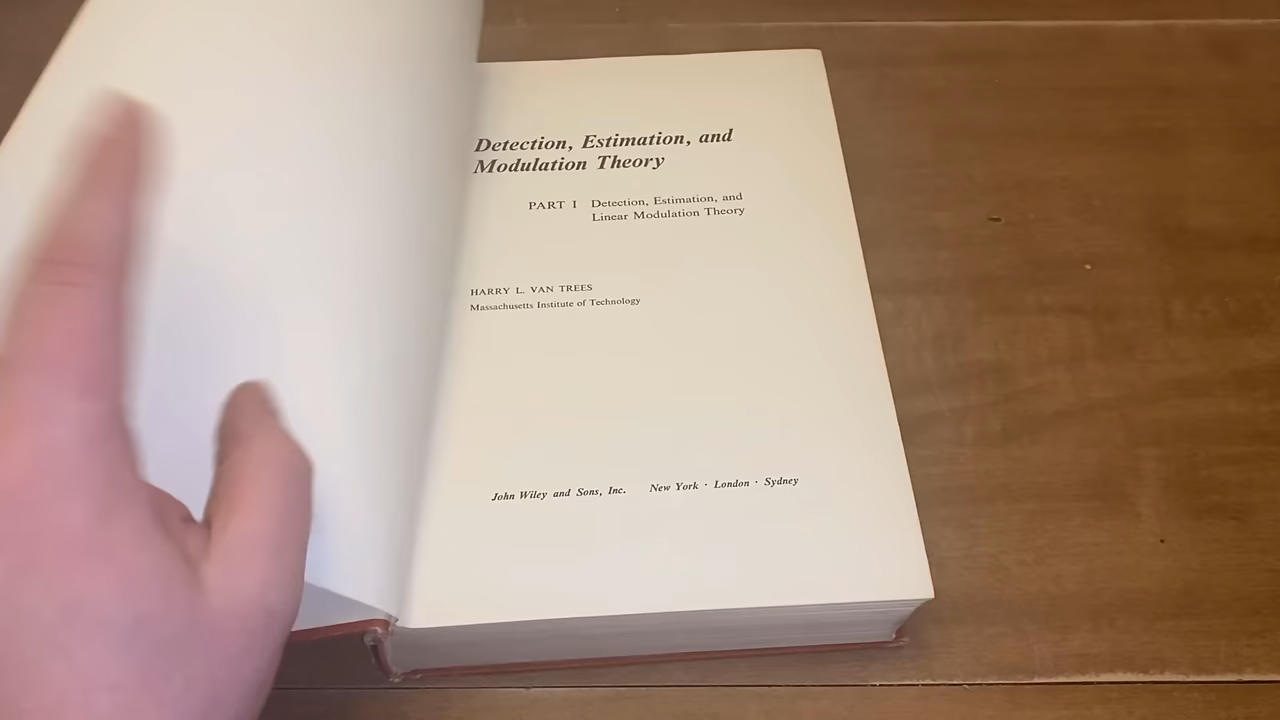 Detection, Estimation, and
Modulation Theory
PART I Detection, Estimation, and
Linear Modulation Theory
HARRY L. VAN TREES
Massachusetts Institute of Technology
John Wiley and Sons, Inc. New York · London · Sydney